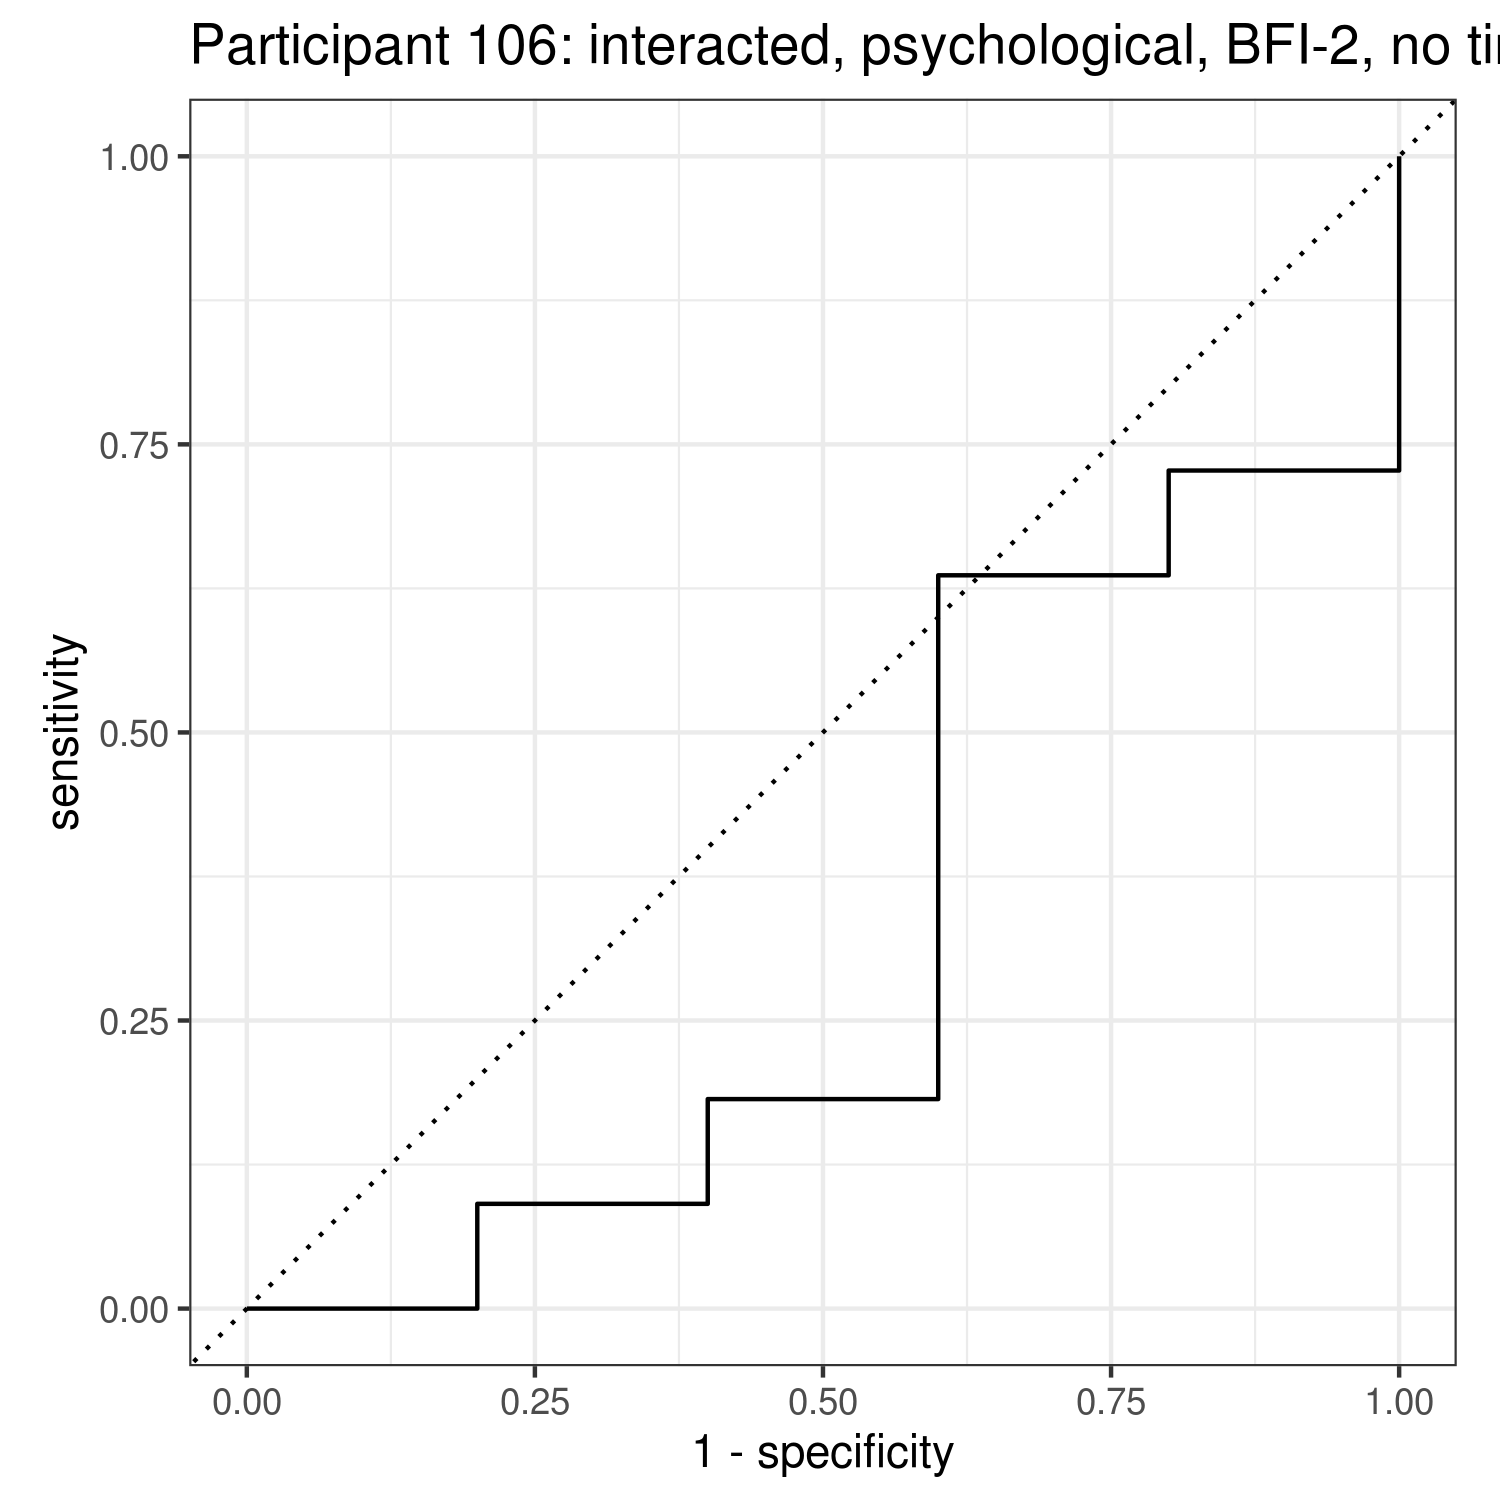 Participant 106: interacted, psychological, BFI-2, no
1.00
0.75
0.50
0.25
0.00
sensitivity
0.00 0.25 0.50 0.75 1.00
1 - specificity